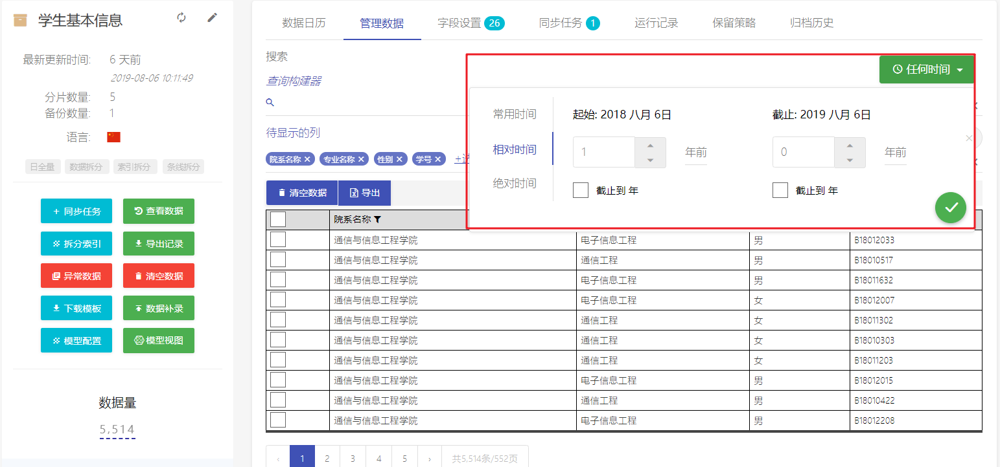 学生基本信息
最新更新时间: 6 天前
2019-08-06 10:11:49
分片数量: 5
备份数量: 1
语言:
日全量 数据拆分 索引拆分 条线拆分
+ 同步任务 查看数据
拆分索引 导出记录
异常数据 清空数据
下载模板 数据补录
模型配置 模型视图
数据量
5,514
数据日历 管理数据 字段设置 26 同步任务 1 运行记录 保留策略 归档历史
搜索
查询构建器
任何时间
常用时间
相对时间
绝对时间
起始: 2018 八月 6日 截止: 2019 八月 6日
1 年前 0 年前
截止到 年 截止到 年
待显示的列
院系名称 × 专业名称 × 性别 × 学号 ×
清空数据 导出
院系名称
通信与信息工程学院 电子信息工程 男 B18012033
通信与信息工程学院 通信工程 男 B18010517
通信与信息工程学院 电子信息工程 男 B18011632
通信与信息工程学院 电子信息工程 女 B18012007
通信与信息工程学院 通信工程 女 B18011302
通信与信息工程学院 通信工程 女 B18010303
通信与信息工程学院 通信工程 女 B18011203
通信与信息工程学院 电子信息工程 男 B18012015
通信与信息工程学院 通信工程 男 B18010422
通信与信息工程学院 电子信息工程 男 B18012208
‹ 1 2 3 4 5 › 共5,514条/552页